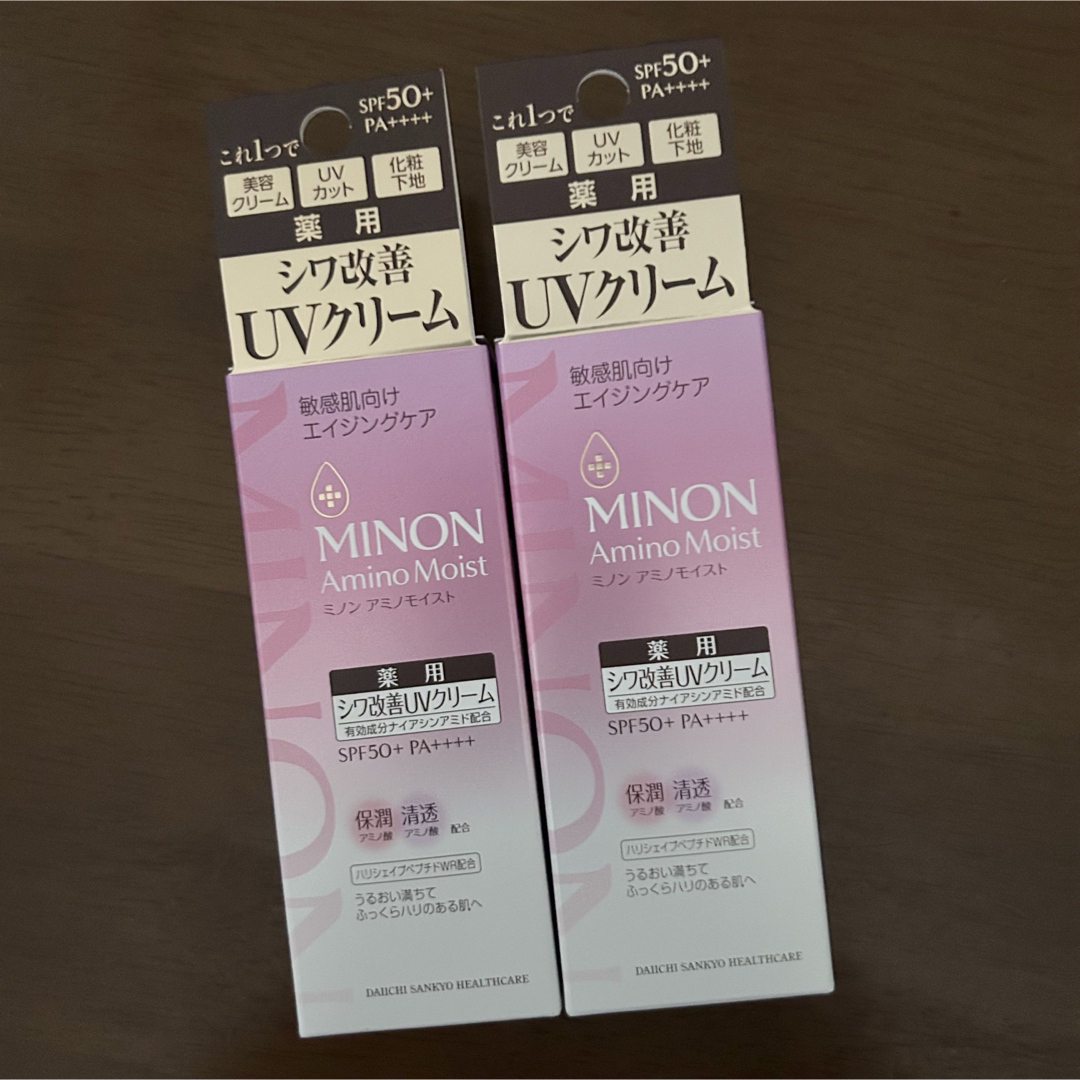 SPF50+
PA++++
これ1つで
美容
クリーム
UV
カット
化粧
下地
薬用
シワ改善
UVクリーム
敏感肌向け
エイジングケア
MINON
Amino Moist
ミノン アミノモイスト
薬用
シワ改善UVクリーム
有効成分ナイアシンアミド配合
SPF50+ PA++++
保潤 清透
アミノ酸 アミノ酸 配合
ハリシェイプペプチドWR配合
うるおい満ちて
ふっくらハリのある肌へ
DAIICHI SANKYO HEALTHCARE
MINON
SPF50+
PA++++
これ1つで
美容
クリーム
UV
カット
化粧
下地
薬用
シワ改善
UVクリーム
敏感肌向け
エイジングケア
MINON
Amino Moist
ミノン アミノモイスト
薬用
シワ改善UVクリーム
有効成分ナイアシンアミド配合
SPF50+ PA++++
保潤 清透
アミノ酸 アミノ酸 配合
ハリシェイプペプチドWR配合
うるおい満ちて
ふっくらハリのある肌へ
DAIICHI SANKYO HEALTHCARE
MINON